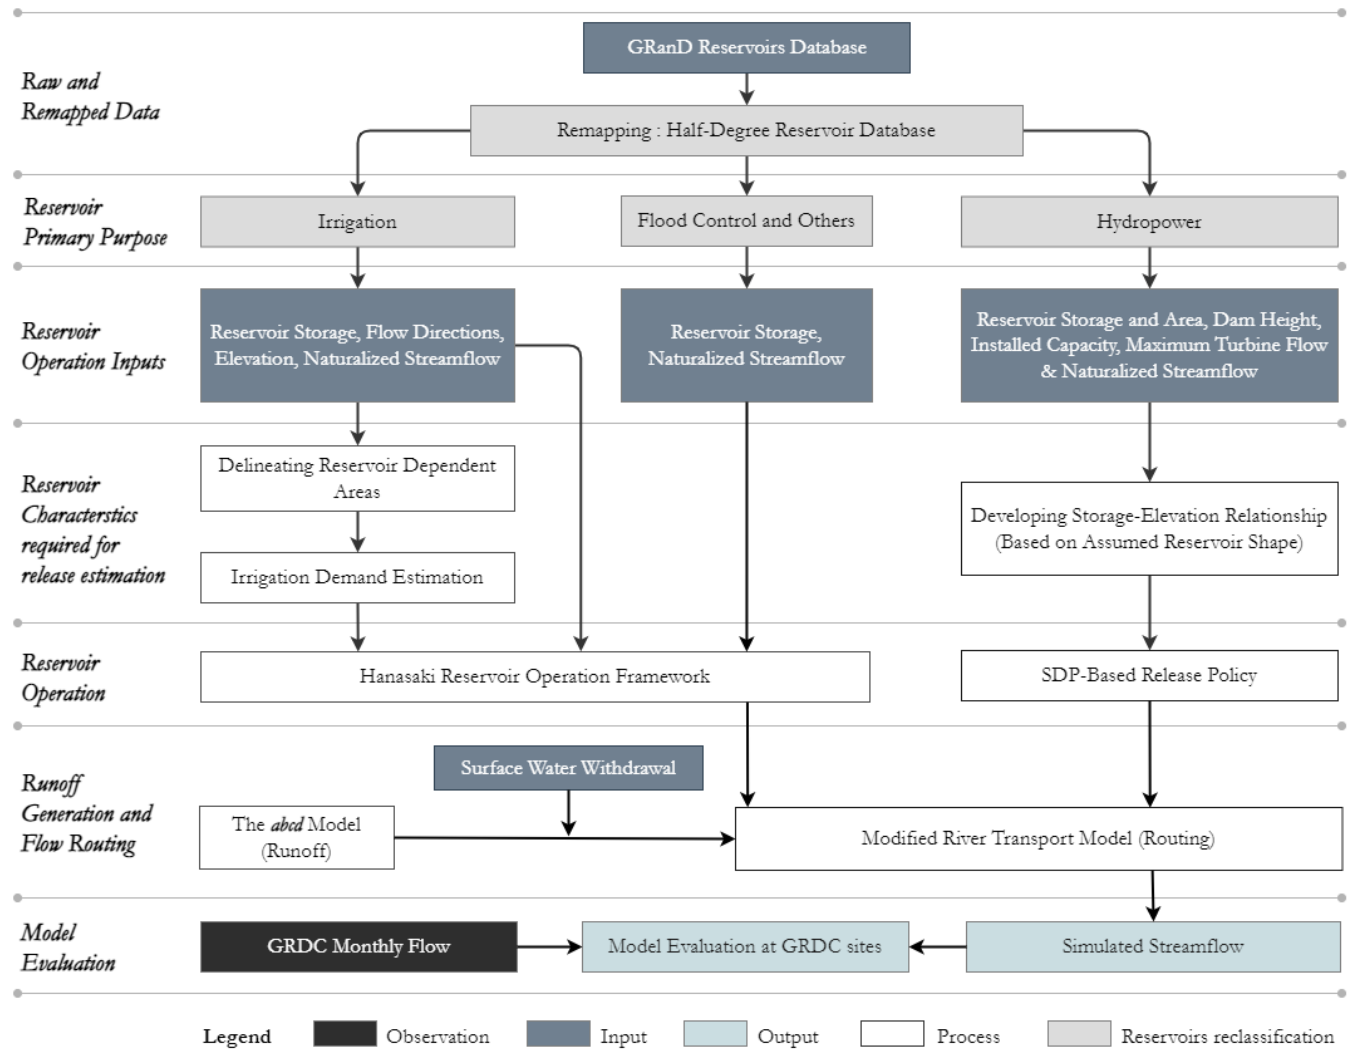 GRanD Reservoirs Database
Raw and
Remapped Data
Remapping : Half-Degree Reservoir Database
Reservoir
Primary Purpose
Irrigation
Flood Control and Others
Hydropower
Reservoir
Operation Inputs
Reservoir Storage, Flow Directions,
Elevation, Naturalized Streamflow
Reservoir Storage,
Naturalized Streamflow
Reservoir Storage and Area, Dam Height,
Installed Capacity, Maximum Turbine Flow
& Naturalized Streamflow
Reservoir
Characterstics
required for
release estimation
Delineating Reservoir Dependent
Areas
Irrigation Demand Estimation
Developing Storage-Elevation Relationship
(Based on Assumed Reservoir Shape)
Reservoir
Operation
Hanasaki Reservoir Operation Framework
SDP-Based Release Policy
Runoff
Generation and
Flow Routing
Surface Water Withdrawal
The abcd Model
(Runoff)
Modified River Transport Model (Routing)
Model
Evaluation
GRDC Monthly Flow
Model Evaluation at GRDC sites
Simulated Streamflow
Legend
Observation
Input
Output
Process
Reservoirs reclassification